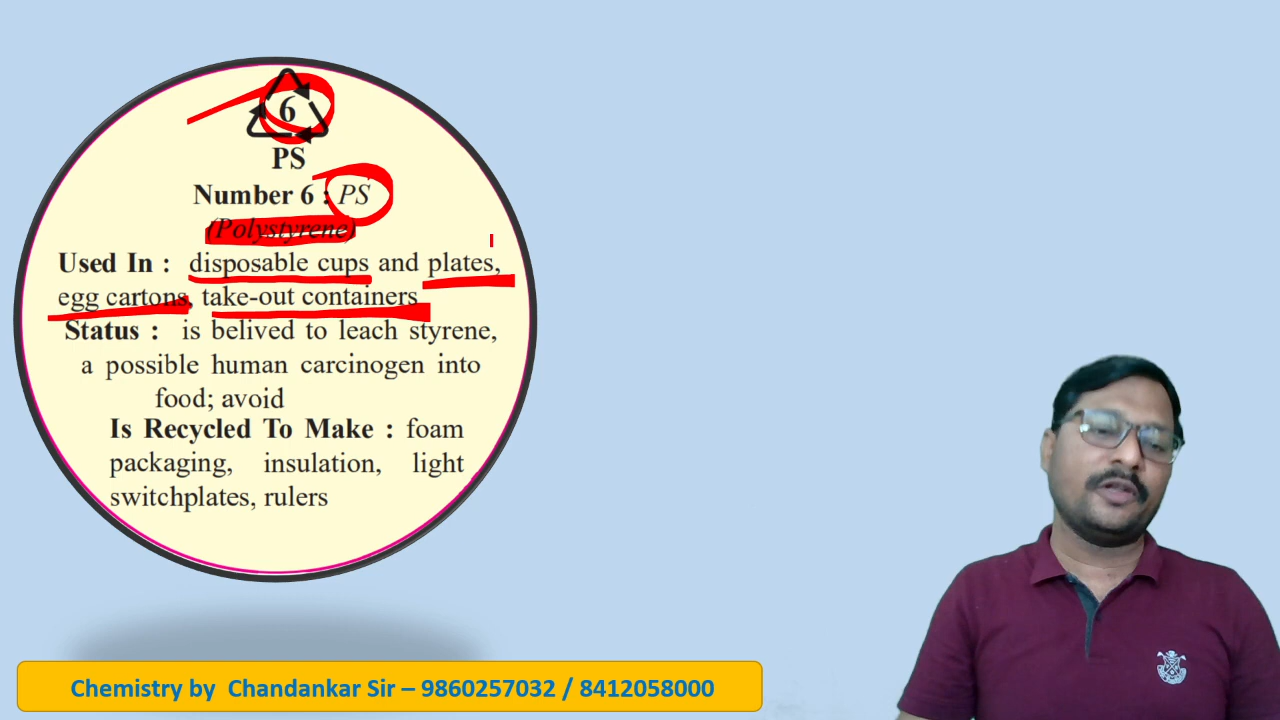 6
PS
Number 6 : PS
(Polystyrene)
Used In : disposable cups and plates,
egg cartons, take-out containers
Status : is belived to leach styrene,
a possible human carcinogen into
food; avoid
Is Recycled To Make : foam
packaging, insulation, light
switchplates, rulers
Chemistry by Chandankar Sir – 9860257032 / 8412058000